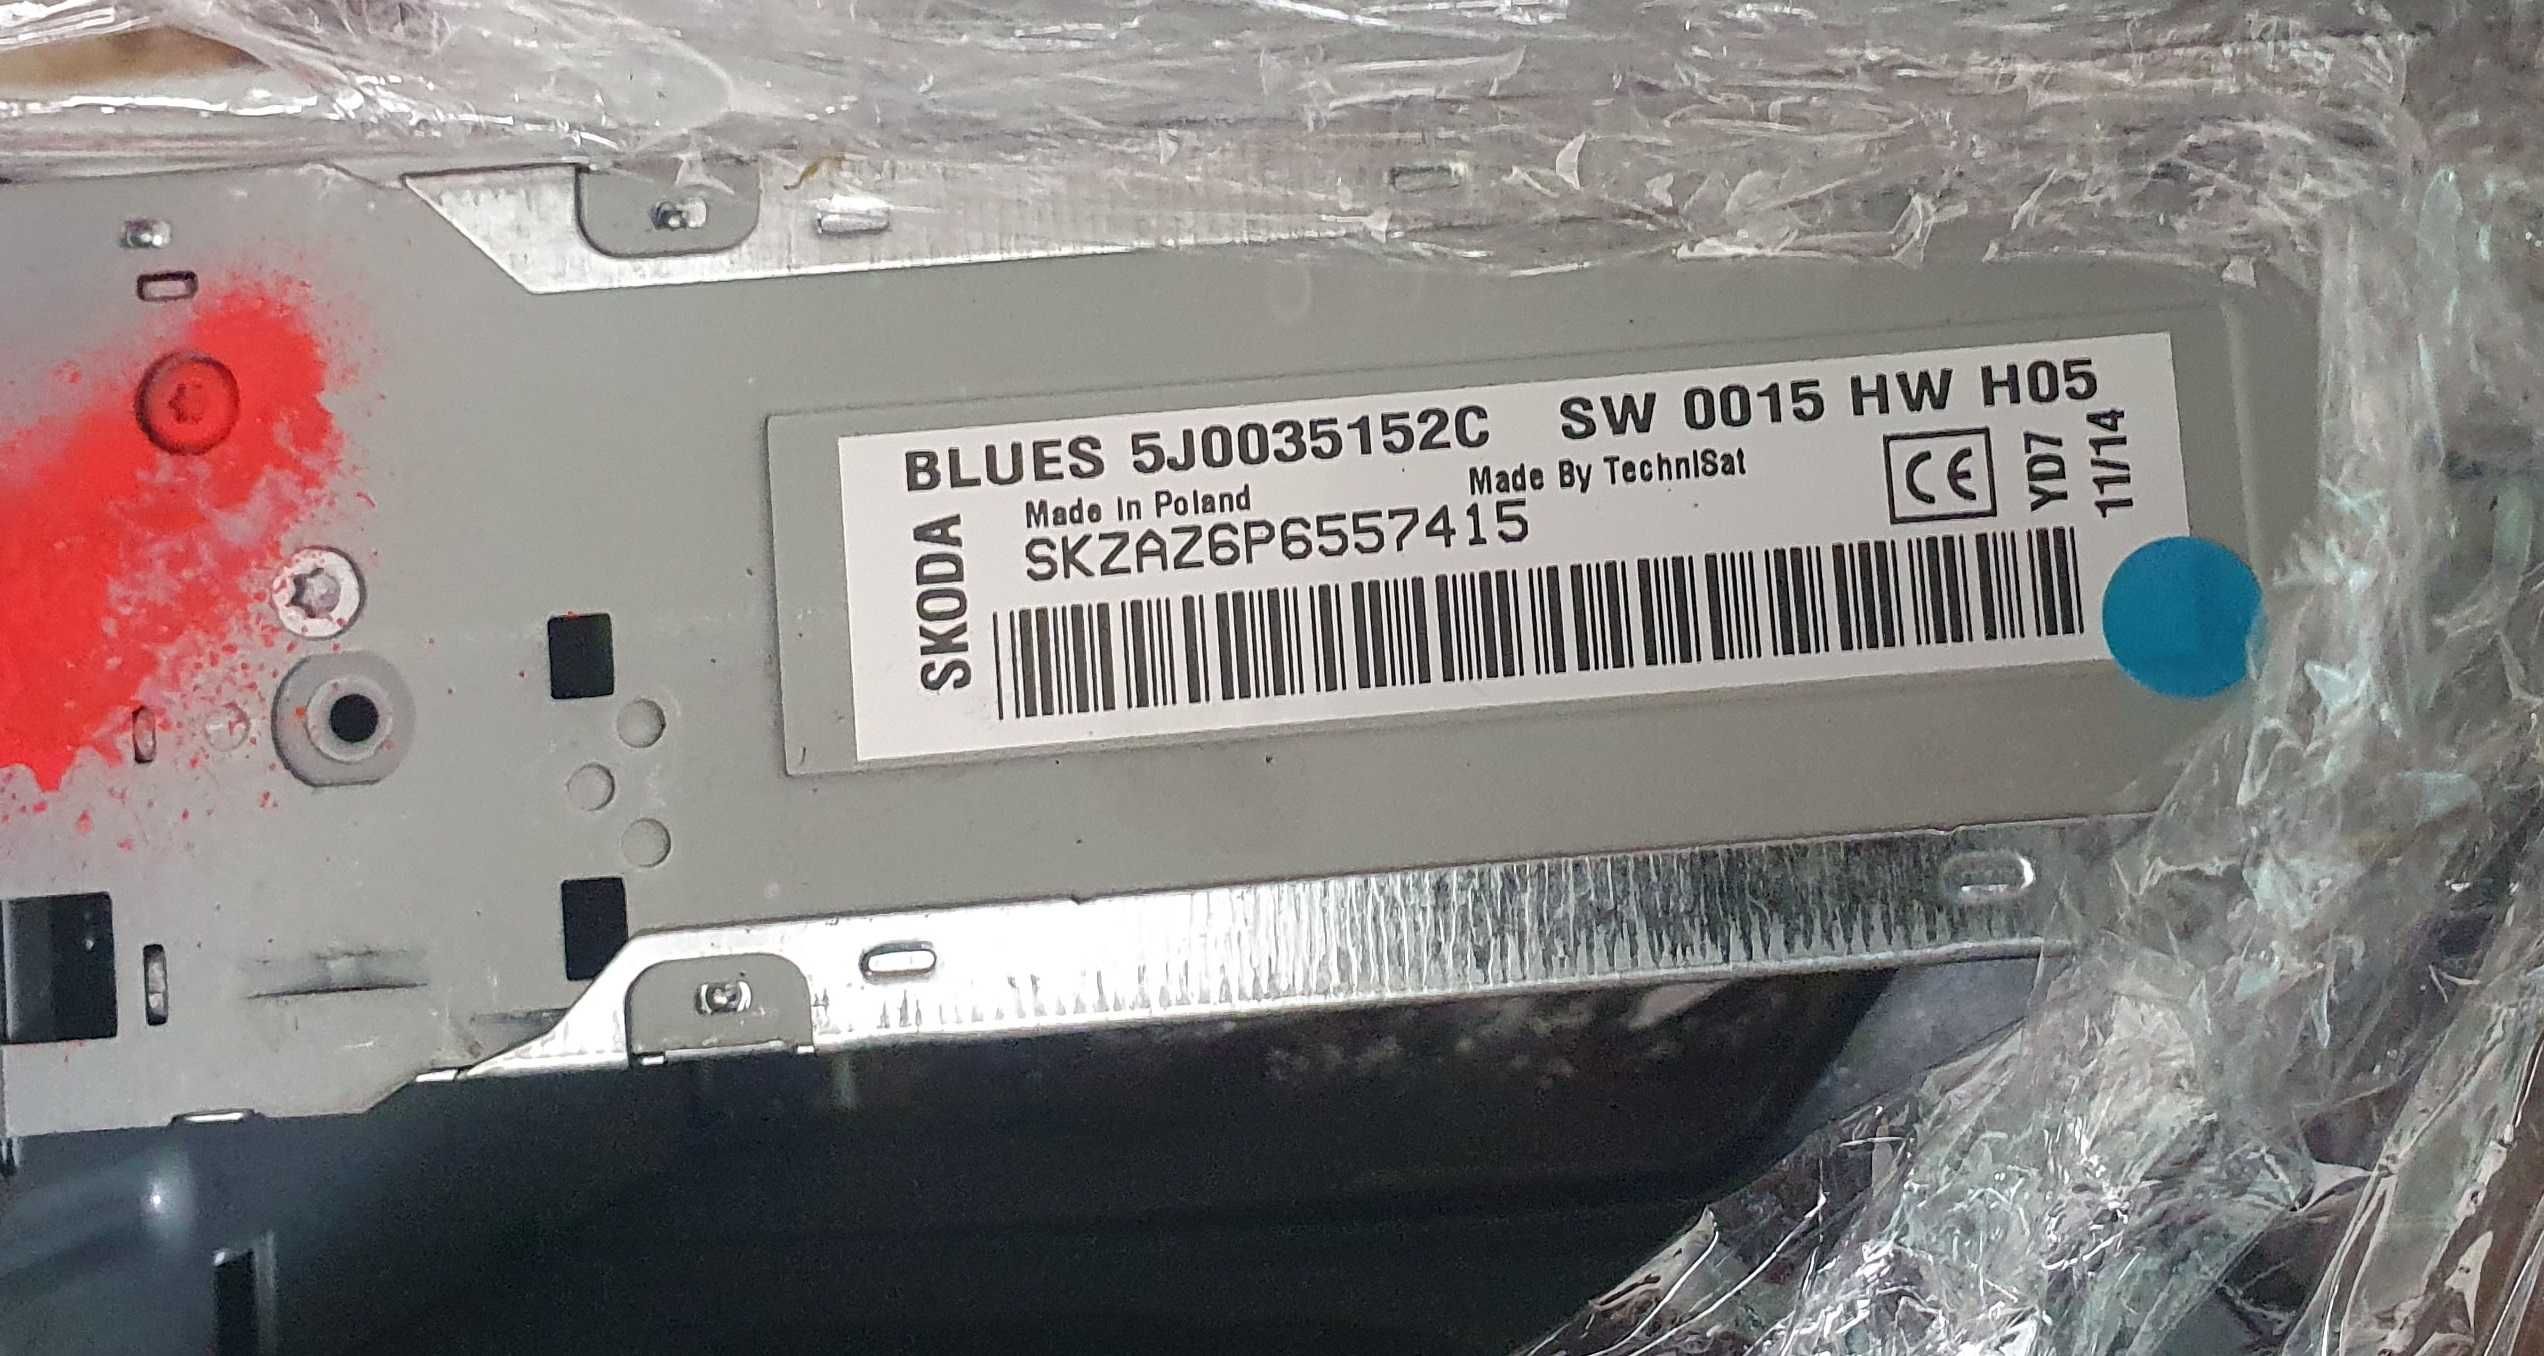 BLUES 5J0035152C SW 0015 HW H05
Made In Poland
Made By TechniSat
SKZAZ6P6557415
SKODA
CE
YD7
11/14